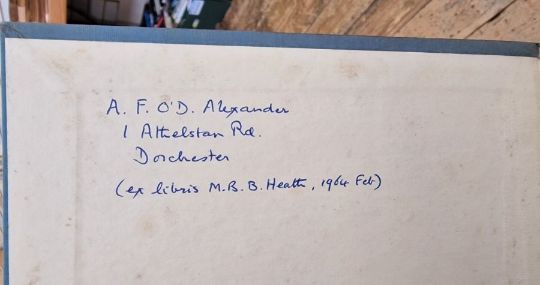 A. F. O'D. Alexander
1 Athelstan Rd.
Dorchester
(ex libris M.B.B. Heath, 1964 Feb)